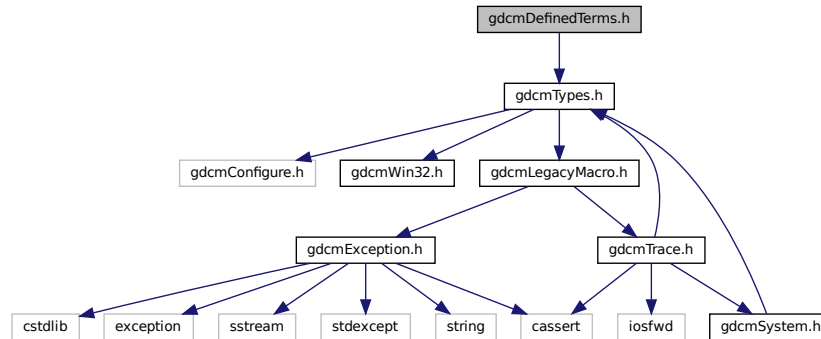 gdcmDefinedTerms.h
gdcmTypes.h
gdcmConfigure.h
gdcmWin32.h
gdcmLegacyMacro.h
gdcmException.h
gdcmTrace.h
cstdlib
exception
sstream
stdexcept
string
cassert
iosfwd
gdcmSystem.h